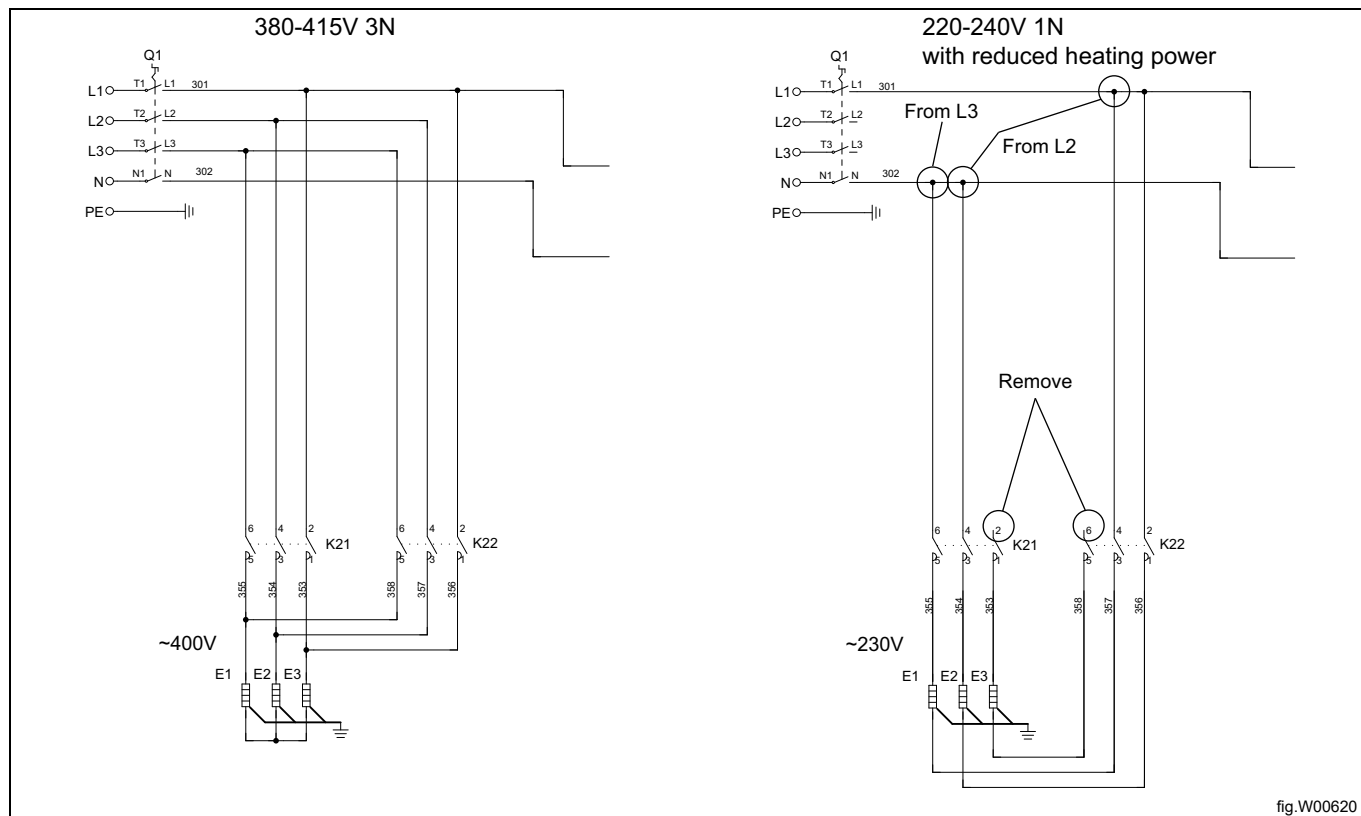 380-415V 3N
Q1
L1 T1 L1 301
L2 T2 L2
L3 T3 L3
N N1 N 302
PE
6 4 2 6 4 2
K21 K22
5 3 1 5 3 1
355 354 353 358 357 356
~400V
E1 E2 E3
220-240V 1N
with reduced heating power
Q1
L1 T1 L1 301
From L3
L2 T2 L2
From L2
L3 T3 L3
N N1 N 302
PE
Remove
6 4 2 6 4 2
K21 K22
5 3 1 5 3 1
355 354 353 358 357 356
~230V
E1 E2 E3
fig.W00620